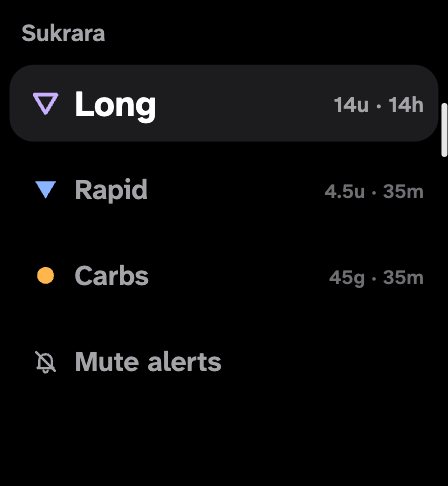 Sukrara
Long 14u · 14h
Rapid 4.5u · 35m
Carbs 45g · 35m
Mute alerts